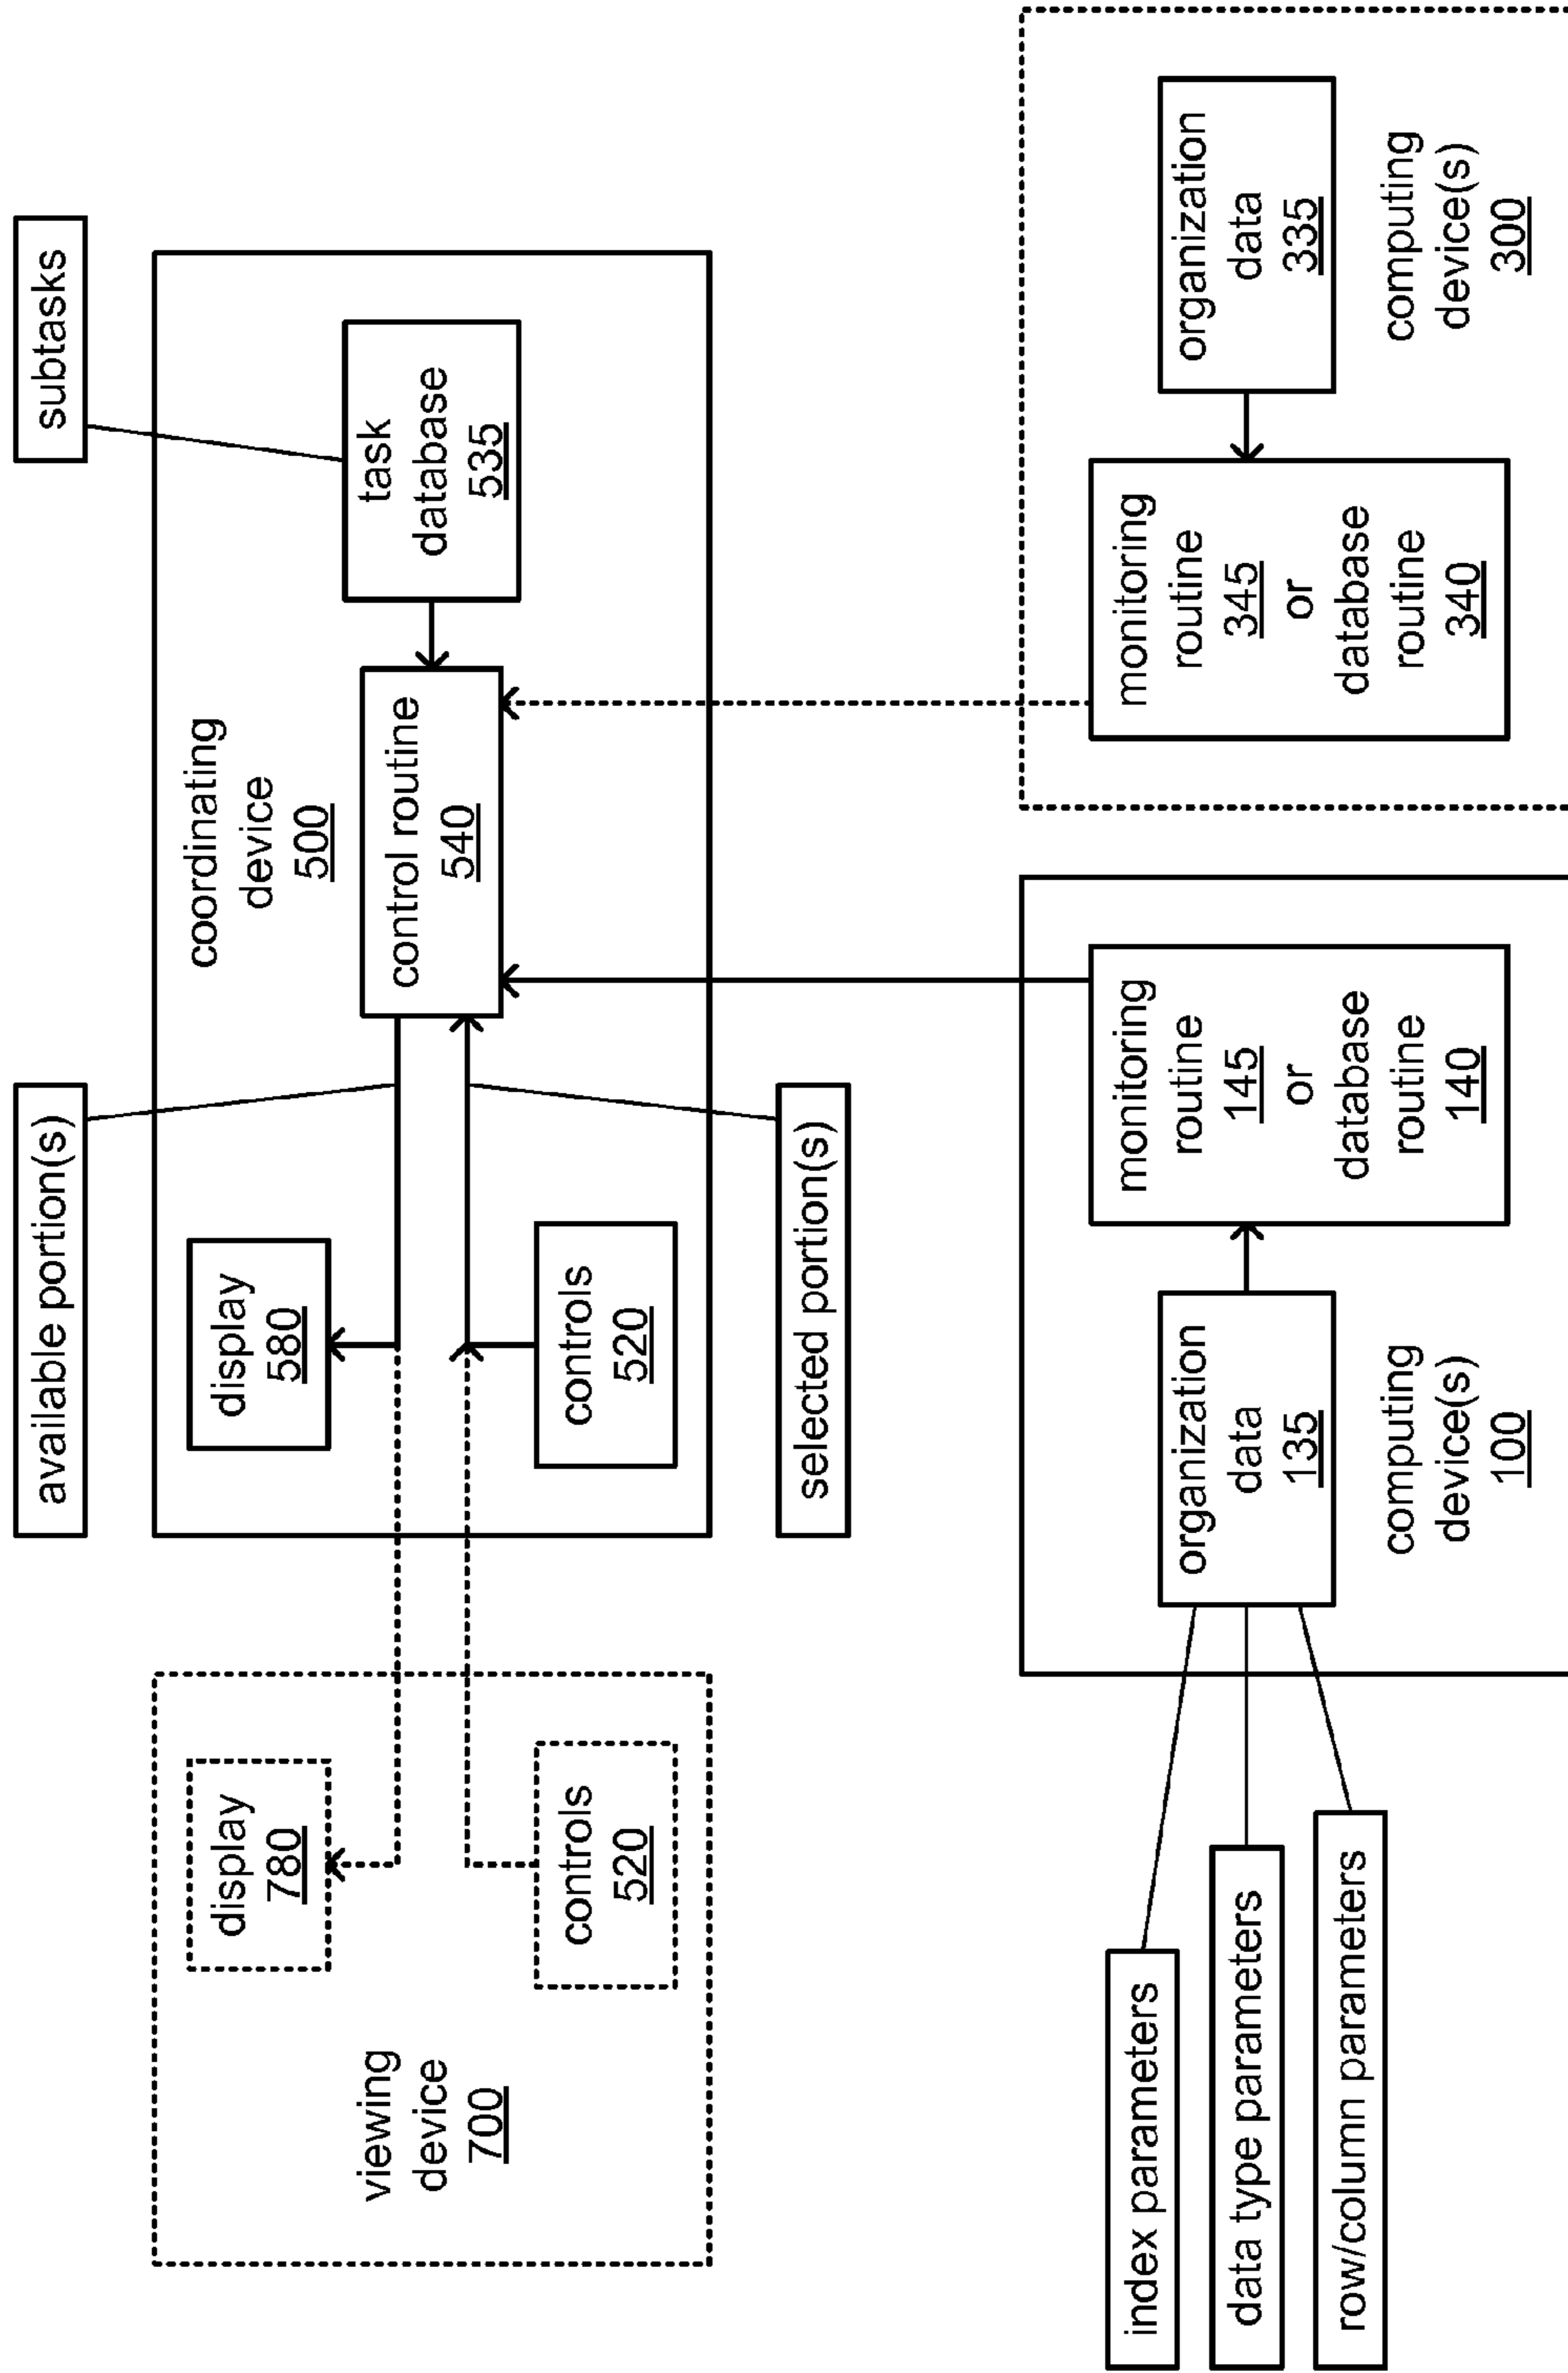 available portion(s)
subtasks
viewing
device
700
display
780
controls
520
display
580
controls
520
coordinating
device
500
control routine
540
task
database
535
selected portion(s)
index parameters
data type parameters
row/column parameters
organization
data
135
computing
device(s)
100
monitoring
routine
145
or
database
routine
140
monitoring
routine
345
or
database
routine
340
organization
data
335
computing
device(s)
300